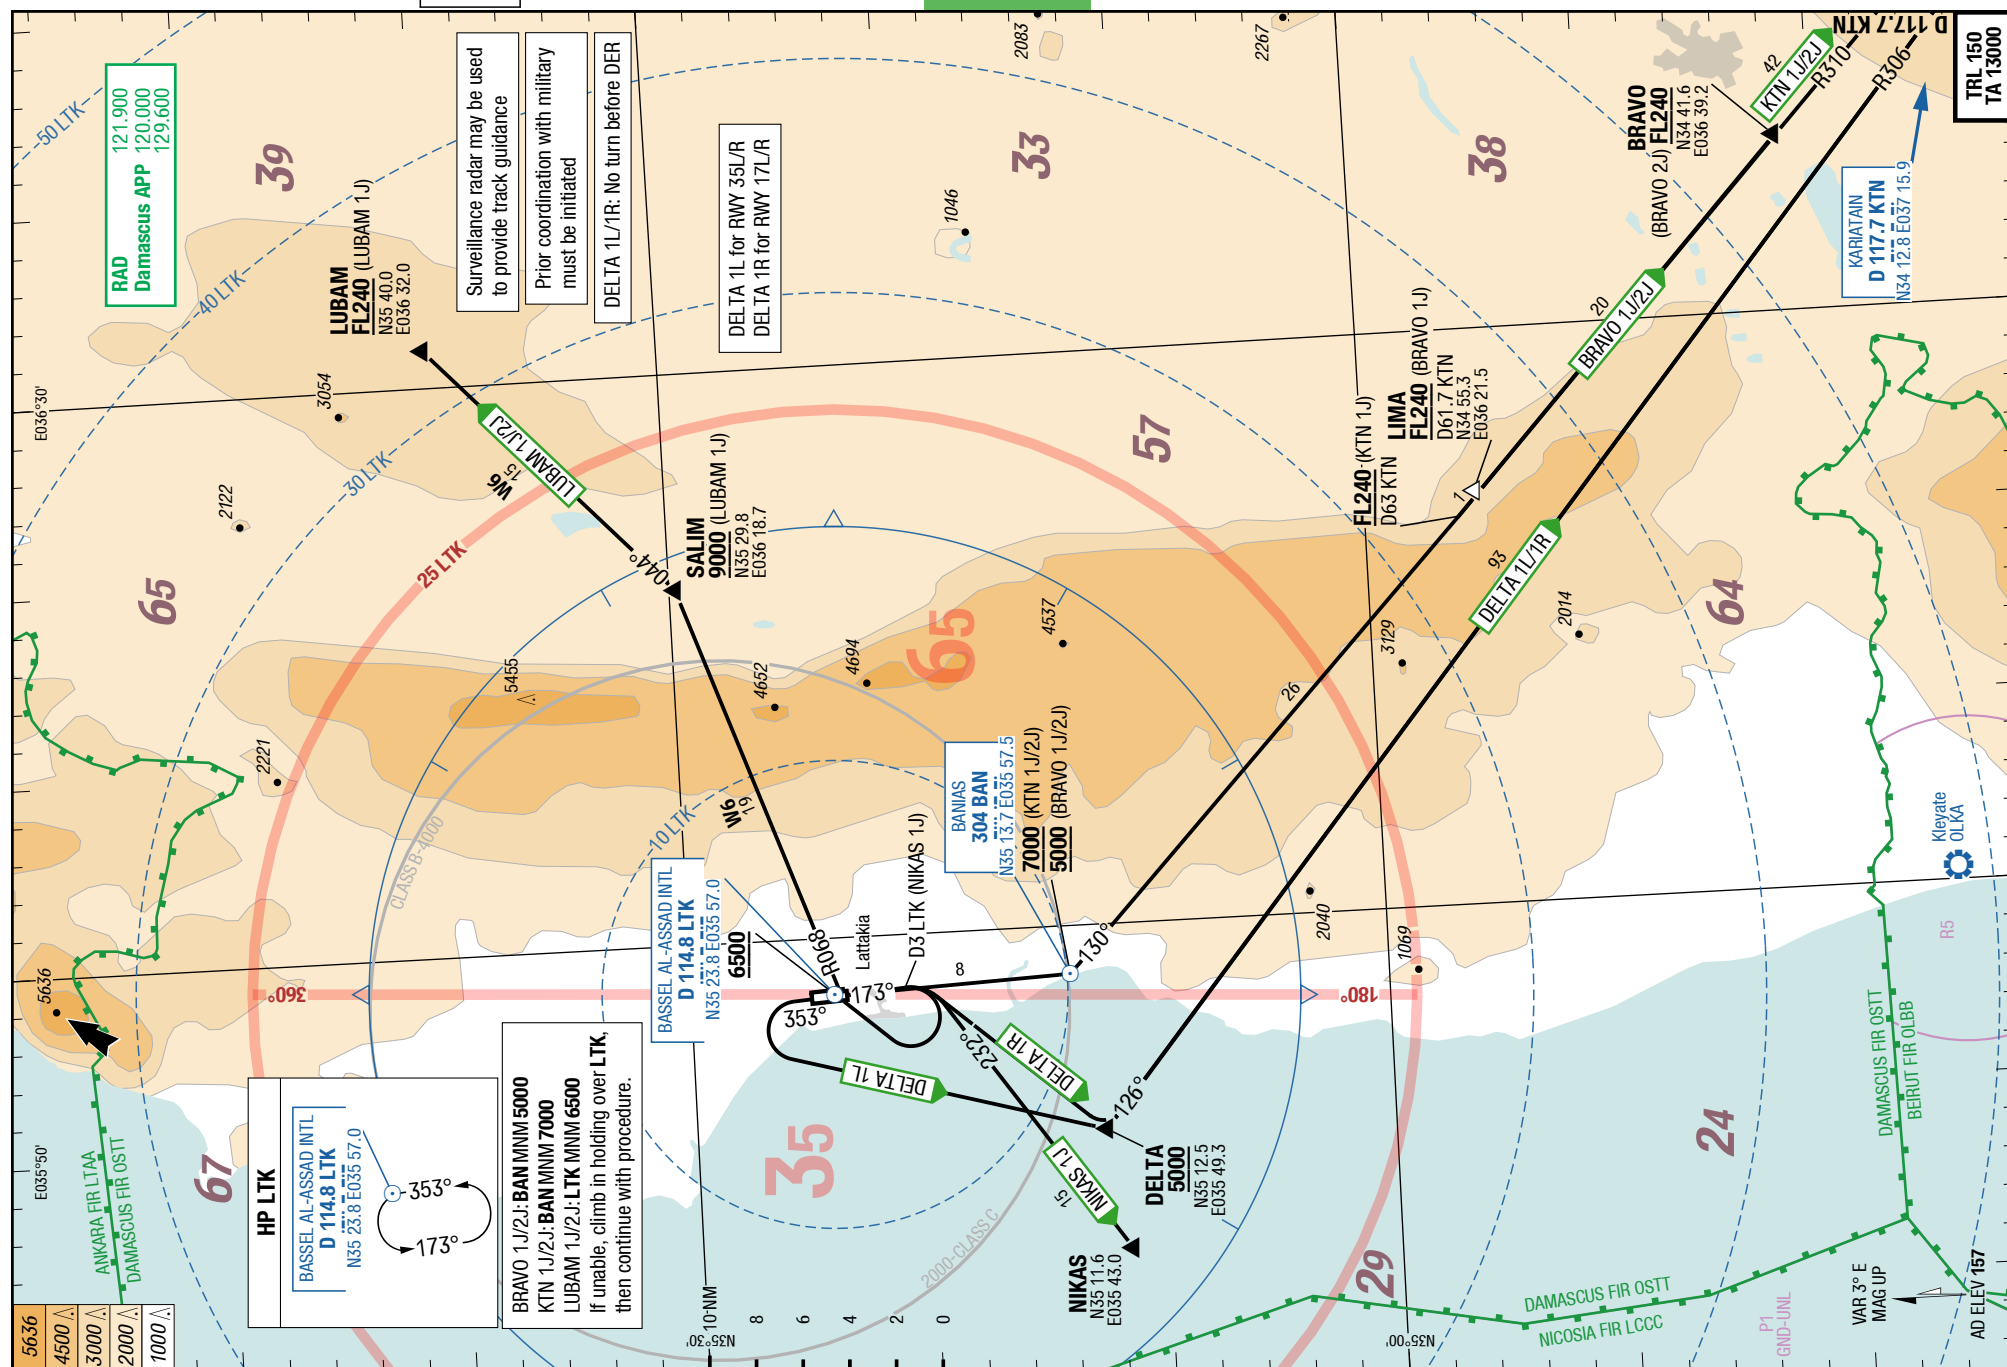 RAD 121.900
Damascus APP 120.000
129.600
Surveillance radar may be used
to provide track guidance
Prior coordination with military
must be initiated
DELTA 1L/1R: No turn before DER
DELTA 1L for RWY 35L/R
DELTA 1R for RWY 17L/R
TRL 150
TA 13000
50 LTK
40 LTK
30 LTK
25 LTK
10 LTK
39
33
38
65
57
64
65
35
67
29
24
2083
2267
1046
3054
2122
2221
5455
4652
4694
4537
3129
2014
2040
1069
5636
E036°30'
E035°50'
LUBAM
FL240 (LUBAM 1J)
N35 40.0
E036 32.0
LUBAM 1J/2J
W6
15
044°
SALIM
9000 (LUBAM 1J)
N35 29.8
E036 18.7
W6
19
R068
BRAVO
(BRAVO 2J) FL240
N34 41.6
E036 39.2
42
KTN 1J/2J
R310
R306
D 117.7 KTN
KARIATAIN
D 117.7 KTN
N34 12.8 E037 15.9
20
BRAVO 1J/2J
LIMA
FL240 (BRAVO 1J)
D61.7 KTN
N34 55.3
E036 21.5
FL240 (KTN 1J)
D63 KTN
1
93
DELTA 1L/1R
26
BANIAS
304 BAN
N35 13.7 E035 57.5
7000 (KTN 1J/2J)
5000 (BRAVO 1J/2J)
130°
BASSEL AL-ASSAD INTL
D 114.8 LTK
N35 23.8 E035 57.0
6500
Lattakia
D3 LTK (NIKAS 1J)
8
173°
353°
360°
180°
232°
126°
DELTA 1L
DELTA 1R
NIKAS 1J
15
DELTA
5000
N35 12.5
E035 49.3
NIKAS
N35 11.6
E035 43.0
CLASS B-4000
2000-CLASS C
HP LTK
BASSEL AL-ASSAD INTL
D 114.8 LTK
N35 23.8 E035 57.0
353°
173°
BRAVO 1J/2J: BAN MNM 5000
KTN 1J/2J: BAN MNM 7000
LUBAM 1J/2J: LTK MNM 6500
If unable, climb in holding over LTK,
then continue with procedure.
ANKARA FIR LTAA
DAMASCUS FIR OSTT
DAMASCUS FIR OSTT
BEIRUT FIR OLBB
DAMASCUS FIR OSTT
NICOSIA FIR LCCC
Kleyate
OLKA
R5
P1
GND-UNL
VAR 3° E
MAG UP
AD ELEV 157
N35°30'
N35°00'
10 NM
8
6
4
2
0
5636
4500
3000
2000
1000